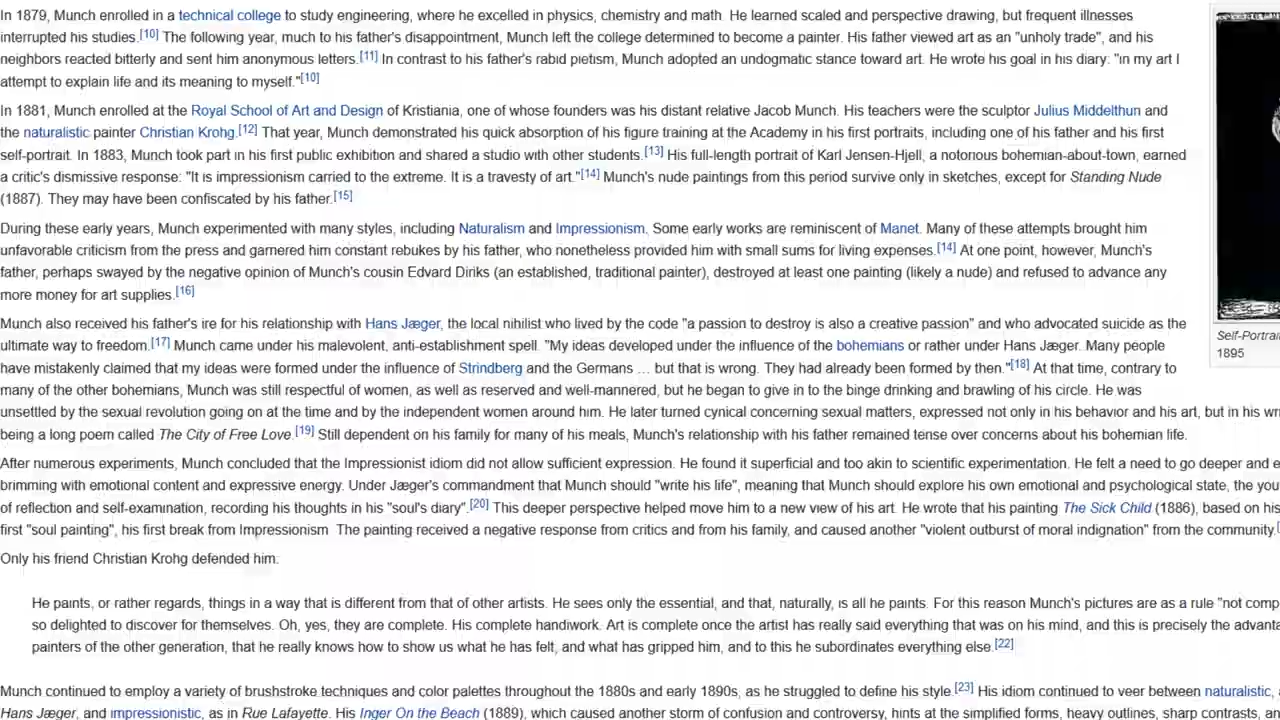 In 1879, Munch enrolled in a technical college to study engineering, where he excelled in physics, chemistry and math. He learned scaled and perspective drawing, but frequent illnesses
interrupted his studies.[10] The following year, much to his father's disappointment, Munch left the college determined to become a painter. His father viewed art as an "unholy trade", and his
neighbors reacted bitterly and sent him anonymous letters.[11] In contrast to his father's rabid pietism, Munch adopted an undogmatic stance toward art. He wrote his goal in his diary: "in my art I
attempt to explain life and its meaning to myself."[10]
In 1881, Munch enrolled at the Royal School of Art and Design of Kristiania, one of whose founders was his distant relative Jacob Munch. His teachers were the sculptor Julius Middelthun and
the naturalistic painter Christian Krohg.[12] That year, Munch demonstrated his quick absorption of his figure training at the Academy in his first portraits, including one of his father and his first
self-portrait. In 1883, Munch took part in his first public exhibition and shared a studio with other students.[13] His full-length portrait of Karl Jensen-Hjell, a notorious bohemian-about-town, earned
a critic's dismissive response: "It is impressionism carried to the extreme. It is a travesty of art."[14] Munch's nude paintings from this period survive only in sketches, except for Standing Nude
(1887). They may have been confiscated by his father.[15]
During these early years, Munch experimented with many styles, including Naturalism and Impressionism. Some early works are reminiscent of Manet. Many of these attempts brought him
unfavorable criticism from the press and garnered him constant rebukes by his father, who nonetheless provided him with small sums for living expenses.[14] At one point, however, Munch's
father, perhaps swayed by the negative opinion of Munch's cousin Edvard Diriks (an established, traditional painter), destroyed at least one painting (likely a nude) and refused to advance any
more money for art supplies.[16]
Munch also received his father's ire for his relationship with Hans Jæger, the local nihilist who lived by the code "a passion to destroy is also a creative passion" and who advocated suicide as the
ultimate way to freedom.[17] Munch came under his malevolent, anti-establishment spell. "My ideas developed under the influence of the bohemians or rather under Hans Jæger. Many people
have mistakenly claimed that my ideas were formed under the influence of Strindberg and the Germans ... but that is wrong. They had already been formed by then."[18] At that time, contrary to
many of the other bohemians, Munch was still respectful of women, as well as reserved and well-mannered, but he began to give in to the binge drinking and brawling of his circle. He was
unsettled by the sexual revolution going on at the time and by the independent women around him. He later turned cynical concerning sexual matters, expressed not only in his behavior and his art, but in his wr
being a long poem called The City of Free Love.[19] Still dependent on his family for many of his meals, Munch's relationship with his father remained tense over concerns about his bohemian life.
After numerous experiments, Munch concluded that the Impressionist idiom did not allow sufficient expression. He found it superficial and too akin to scientific experimentation. He felt a need to go deeper and e
brimming with emotional content and expressive energy. Under Jæger's commandment that Munch should "write his life", meaning that Munch should explore his own emotional and psychological state, the you
of reflection and self-examination, recording his thoughts in his "soul's diary".[20] This deeper perspective helped move him to a new view of his art. He wrote that his painting The Sick Child (1886), based on his
first "soul painting", his first break from Impressionism. The painting received a negative response from critics and from his family, and caused another "violent outburst of moral indignation" from the community.[
Only his friend Christian Krohg defended him:
He paints, or rather regards, things in a way that is different from that of other artists. He sees only the essential, and that, naturally, is all he paints. For this reason Munch's pictures are as a rule "not comp
so delighted to discover for themselves. Oh, yes, they are complete. His complete handiwork. Art is complete once the artist has really said everything that was on his mind, and this is precisely the advanta
painters of the other generation, that he really knows how to show us what he has felt, and what has gripped him, and to this he subordinates everything else.[22]
Munch continued to employ a variety of brushstroke techniques and color palettes throughout the 1880s and early 1890s, as he struggled to define his style.[23] His idiom continued to veer between naturalistic,
Hans Jæger, and impressionistic, as in Rue Lafayette. His Inger On the Beach (1889), which caused another storm of confusion and controversy, hints at the simplified forms, heavy outlines, sharp contrasts, an
Self-Portrai
1895